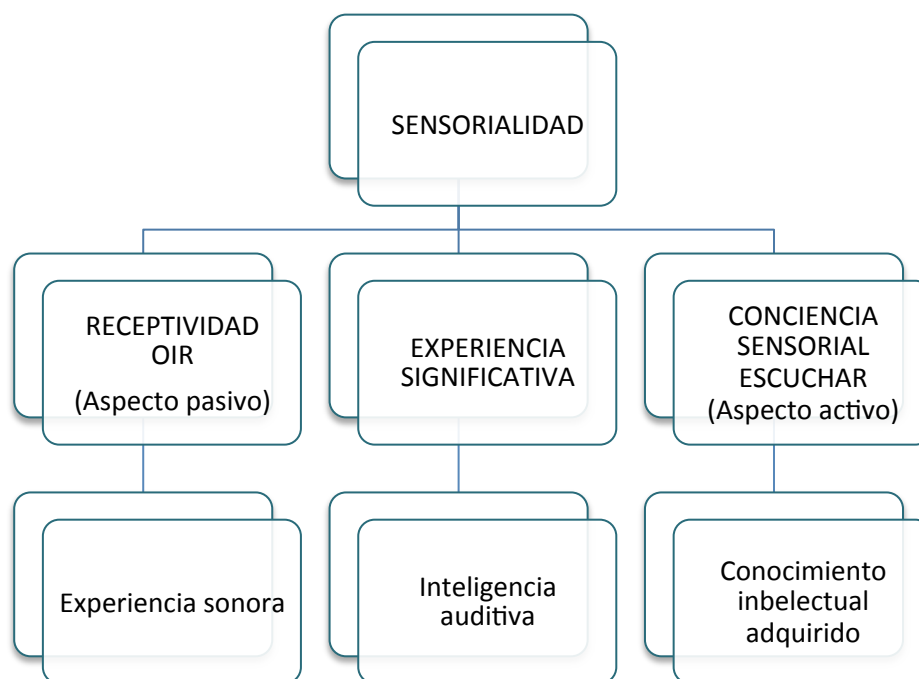 SENSORIALIDAD
RECEPTIVIDAD
OIR
(Aspecto pasivo)
EXPERIENCIA
SIGNIFICATIVA
CONCIENCIA
SENSORIAL
ESCUCHAR
(Aspecto activo)
Experiencia sonora
Inteligencia
auditiva
Conocimiento
inbelectual
adquirido